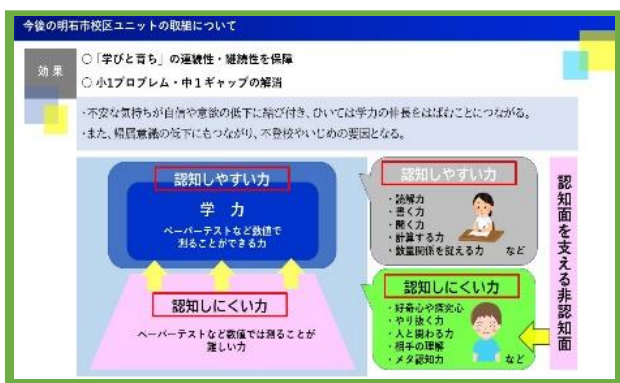 今後の明石市校区ユニットの取組について
効果
○「学びと育ち」の連続性・継続性を保障
○小1プロブレム・中1ギャップの解消
・不安な気持ちが自信や意欲の低下に結び付き、ひいては学力の伸長をはばむことにつながる。
・また、帰属意識の低下にもつながり、不登校やいじめの要因となる。
認知しやすい力
学 力
ペーパーテストなど数値で
測ることができる力
認知しにくい力
ペーパーテストなど数値では測ることが
難しい力
認知しやすい力
・読解力
・書く力
・聞く力
・計算する力
・数量関係を捉える力 など
認知しにくい力
・好奇心や探究心
・やり抜く力
・人と関わる力
・相手の理解
・メタ認知力 など
認知面を支える非認知面